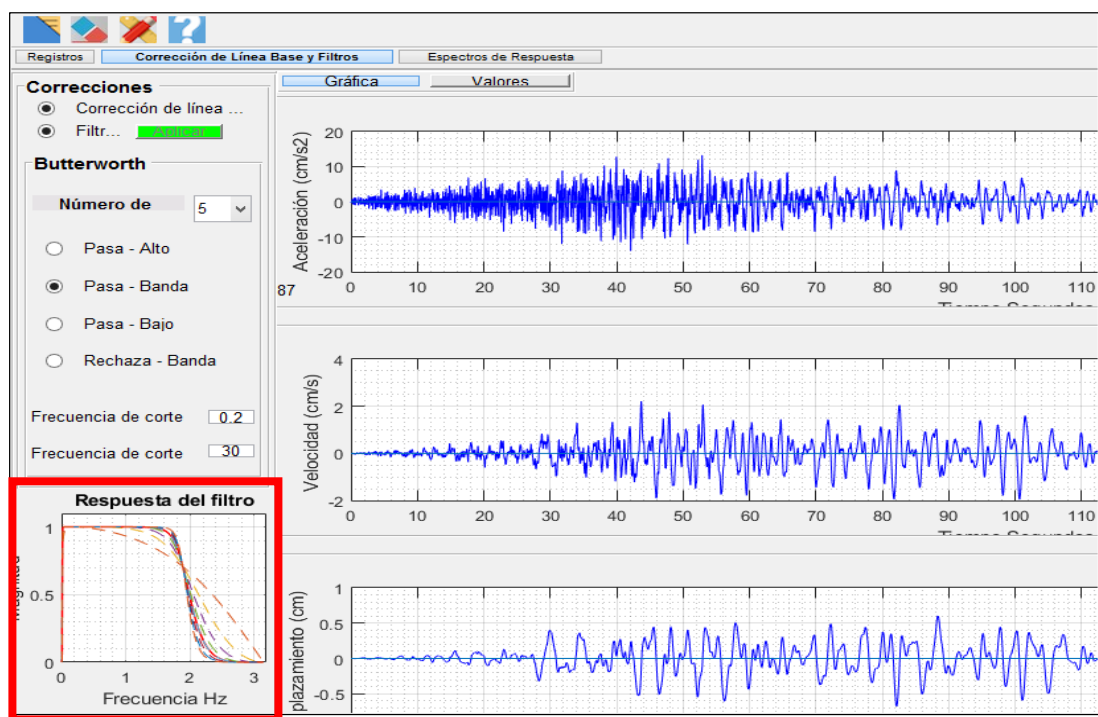 Registros Corrección de Línea Base y Filtros Espectros de Respuesta
Correcciones
Corrección de línea ...
Filtr... Aplicar
Butterworth
Número de 5
Pasa - Alto
Pasa - Banda
Pasa - Bajo
Rechaza - Banda
Frecuencia de corte 0.2
Frecuencia de corte 30
Respuesta del filtro
1
0.5
0
0 1 2 3
Frecuencia Hz
Gráfica Valores
Aceleración (cm/s2)
20
10
0
-10
-20
87
0 10 20 30 40 50 60 70 80 90 100 110
Velocidad (cm/s)
4
2
0
-2
0 10 20 30 40 50 60 70 80 90 100 110
plazamiento (cm)
1
0.5
0
-0.5